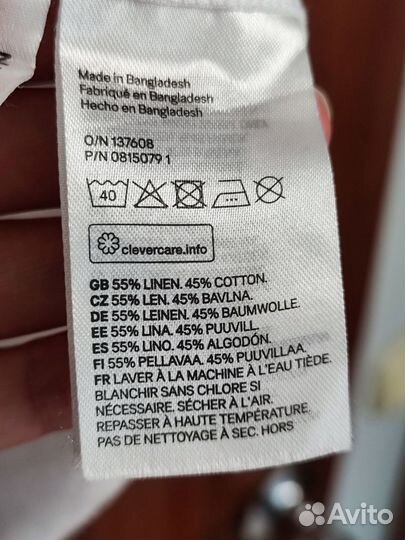 Made in Bangladesh
Fabriqué en Bangladesh
Hecho en Bangladesh
O/N 137608
P/N 0815079 1
40
clevercare.info
GB 55% LINEN. 45% COTTON.
CZ 55% LEN. 45% BAVLNA.
DE 55% LEINEN. 45% BAUMWOLLE.
EE 55% LINA. 45% PUUVILL.
ES 55% LINO. 45% ALGODÓN.
FI 55% PELLAVAA. 45% PUUVILLAA.
FR LAVER À LA MACHINE À L'EAU TIÈDE.
BLANCHIR SANS CHLORE SI
NÉCESSAIRE. SÉCHER À L'AIR.
REPASSER À HAUTE TEMPÉRATURE.
PAS DE NETTOYAGE À SEC. HORS
Avito